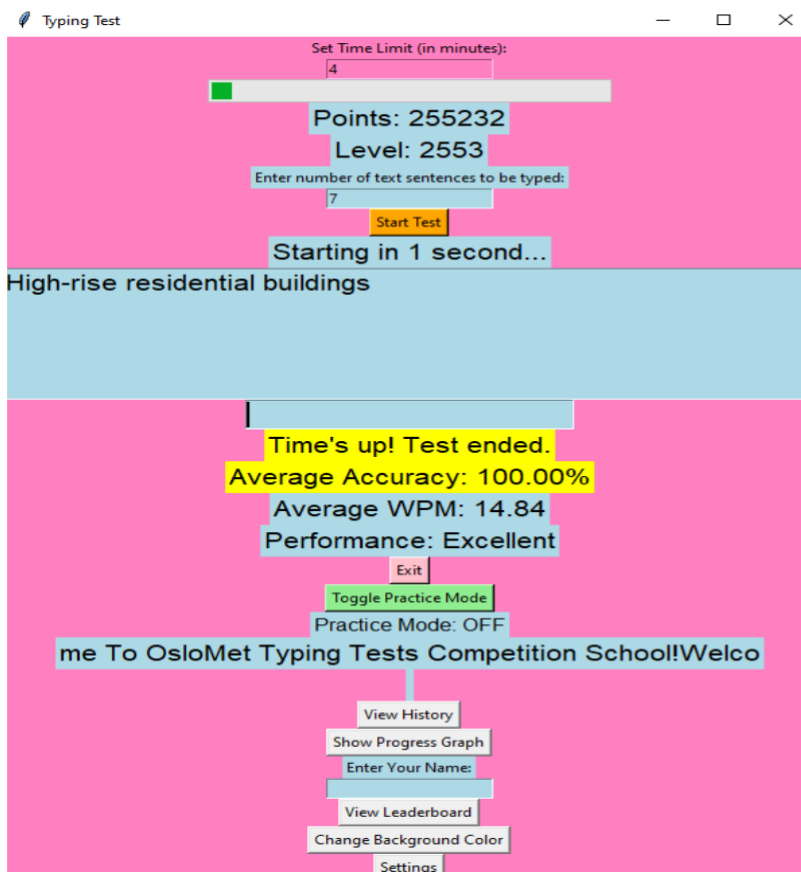 Typing Test
Set Time Limit (in minutes):
4
Points: 255232
Level: 2553
Enter number of text sentences to be typed:
7
Start Test
Starting in 1 second...
High-rise residential buildings
Time's up! Test ended.
Average Accuracy: 100.00%
Average WPM: 14.84
Performance: Excellent
Exit
Toggle Practice Mode
Practice Mode: OFF
me To OsloMet Typing Tests Competition School!Welco
View History
Show Progress Graph
Enter Your Name:
View Leaderboard
Change Background Color
Settings